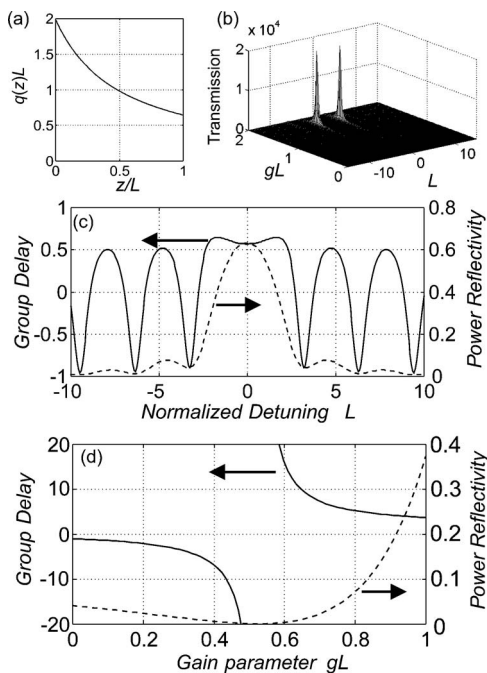 (a)
q(z)L
2
1.5
1
0.5
0
0 0.5 1
z/L
(b)
x 10^4
Transmission
2
1
0
2
1
0
gL
-10 0 10
L
(c)
Group Delay
1
0.5
0
-0.5
-1
-10 -5 0 5 10
Normalized Detuning L
0.8
0.6
0.4
0.2
0
Power Reflectivity
(d)
Group Delay
20
10
0
-10
-20
0 0.2 0.4 0.6 0.8 1
Gain parameter gL
0.4
0.3
0.2
0.1
0
Power Reflectivity